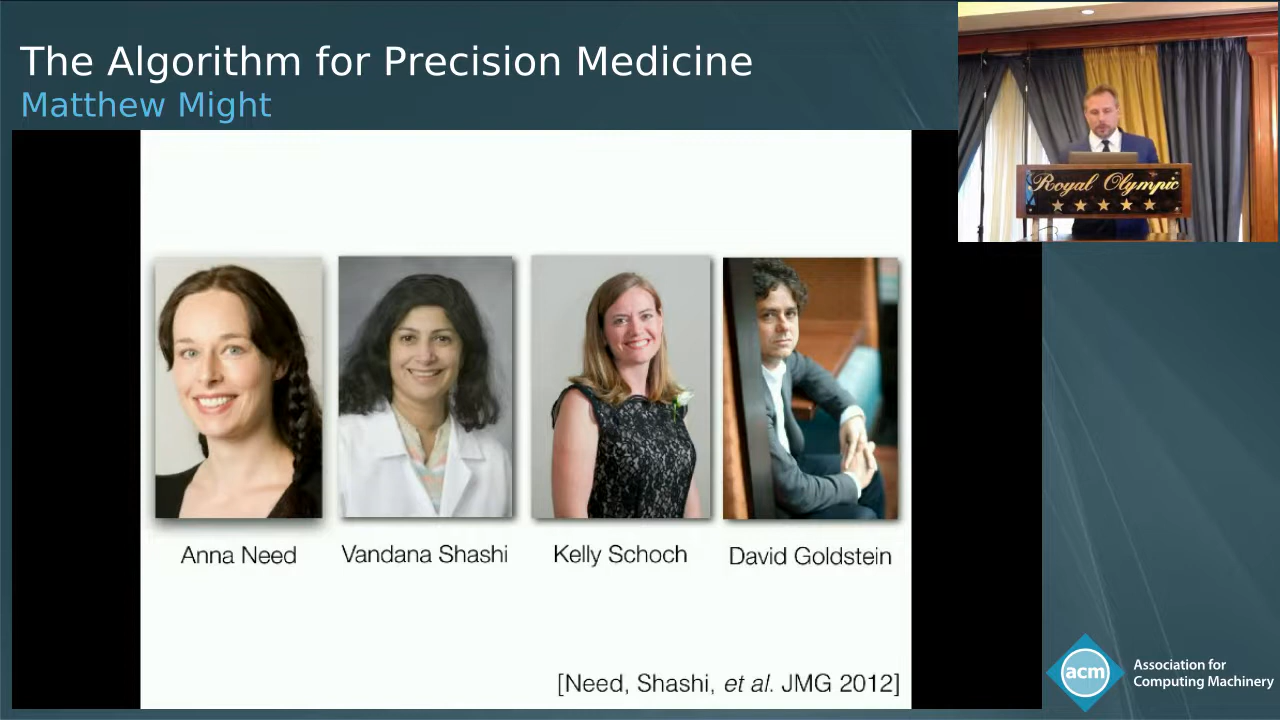 The Algorithm for Precision Medicine
Matthew Might
Royal Olympic
Anna Need
Vandana Shashi
Kelly Schoch
David Goldstein
[Need, Shashi, et al. JMG 2012]
acm
Association for
Computing Machinery